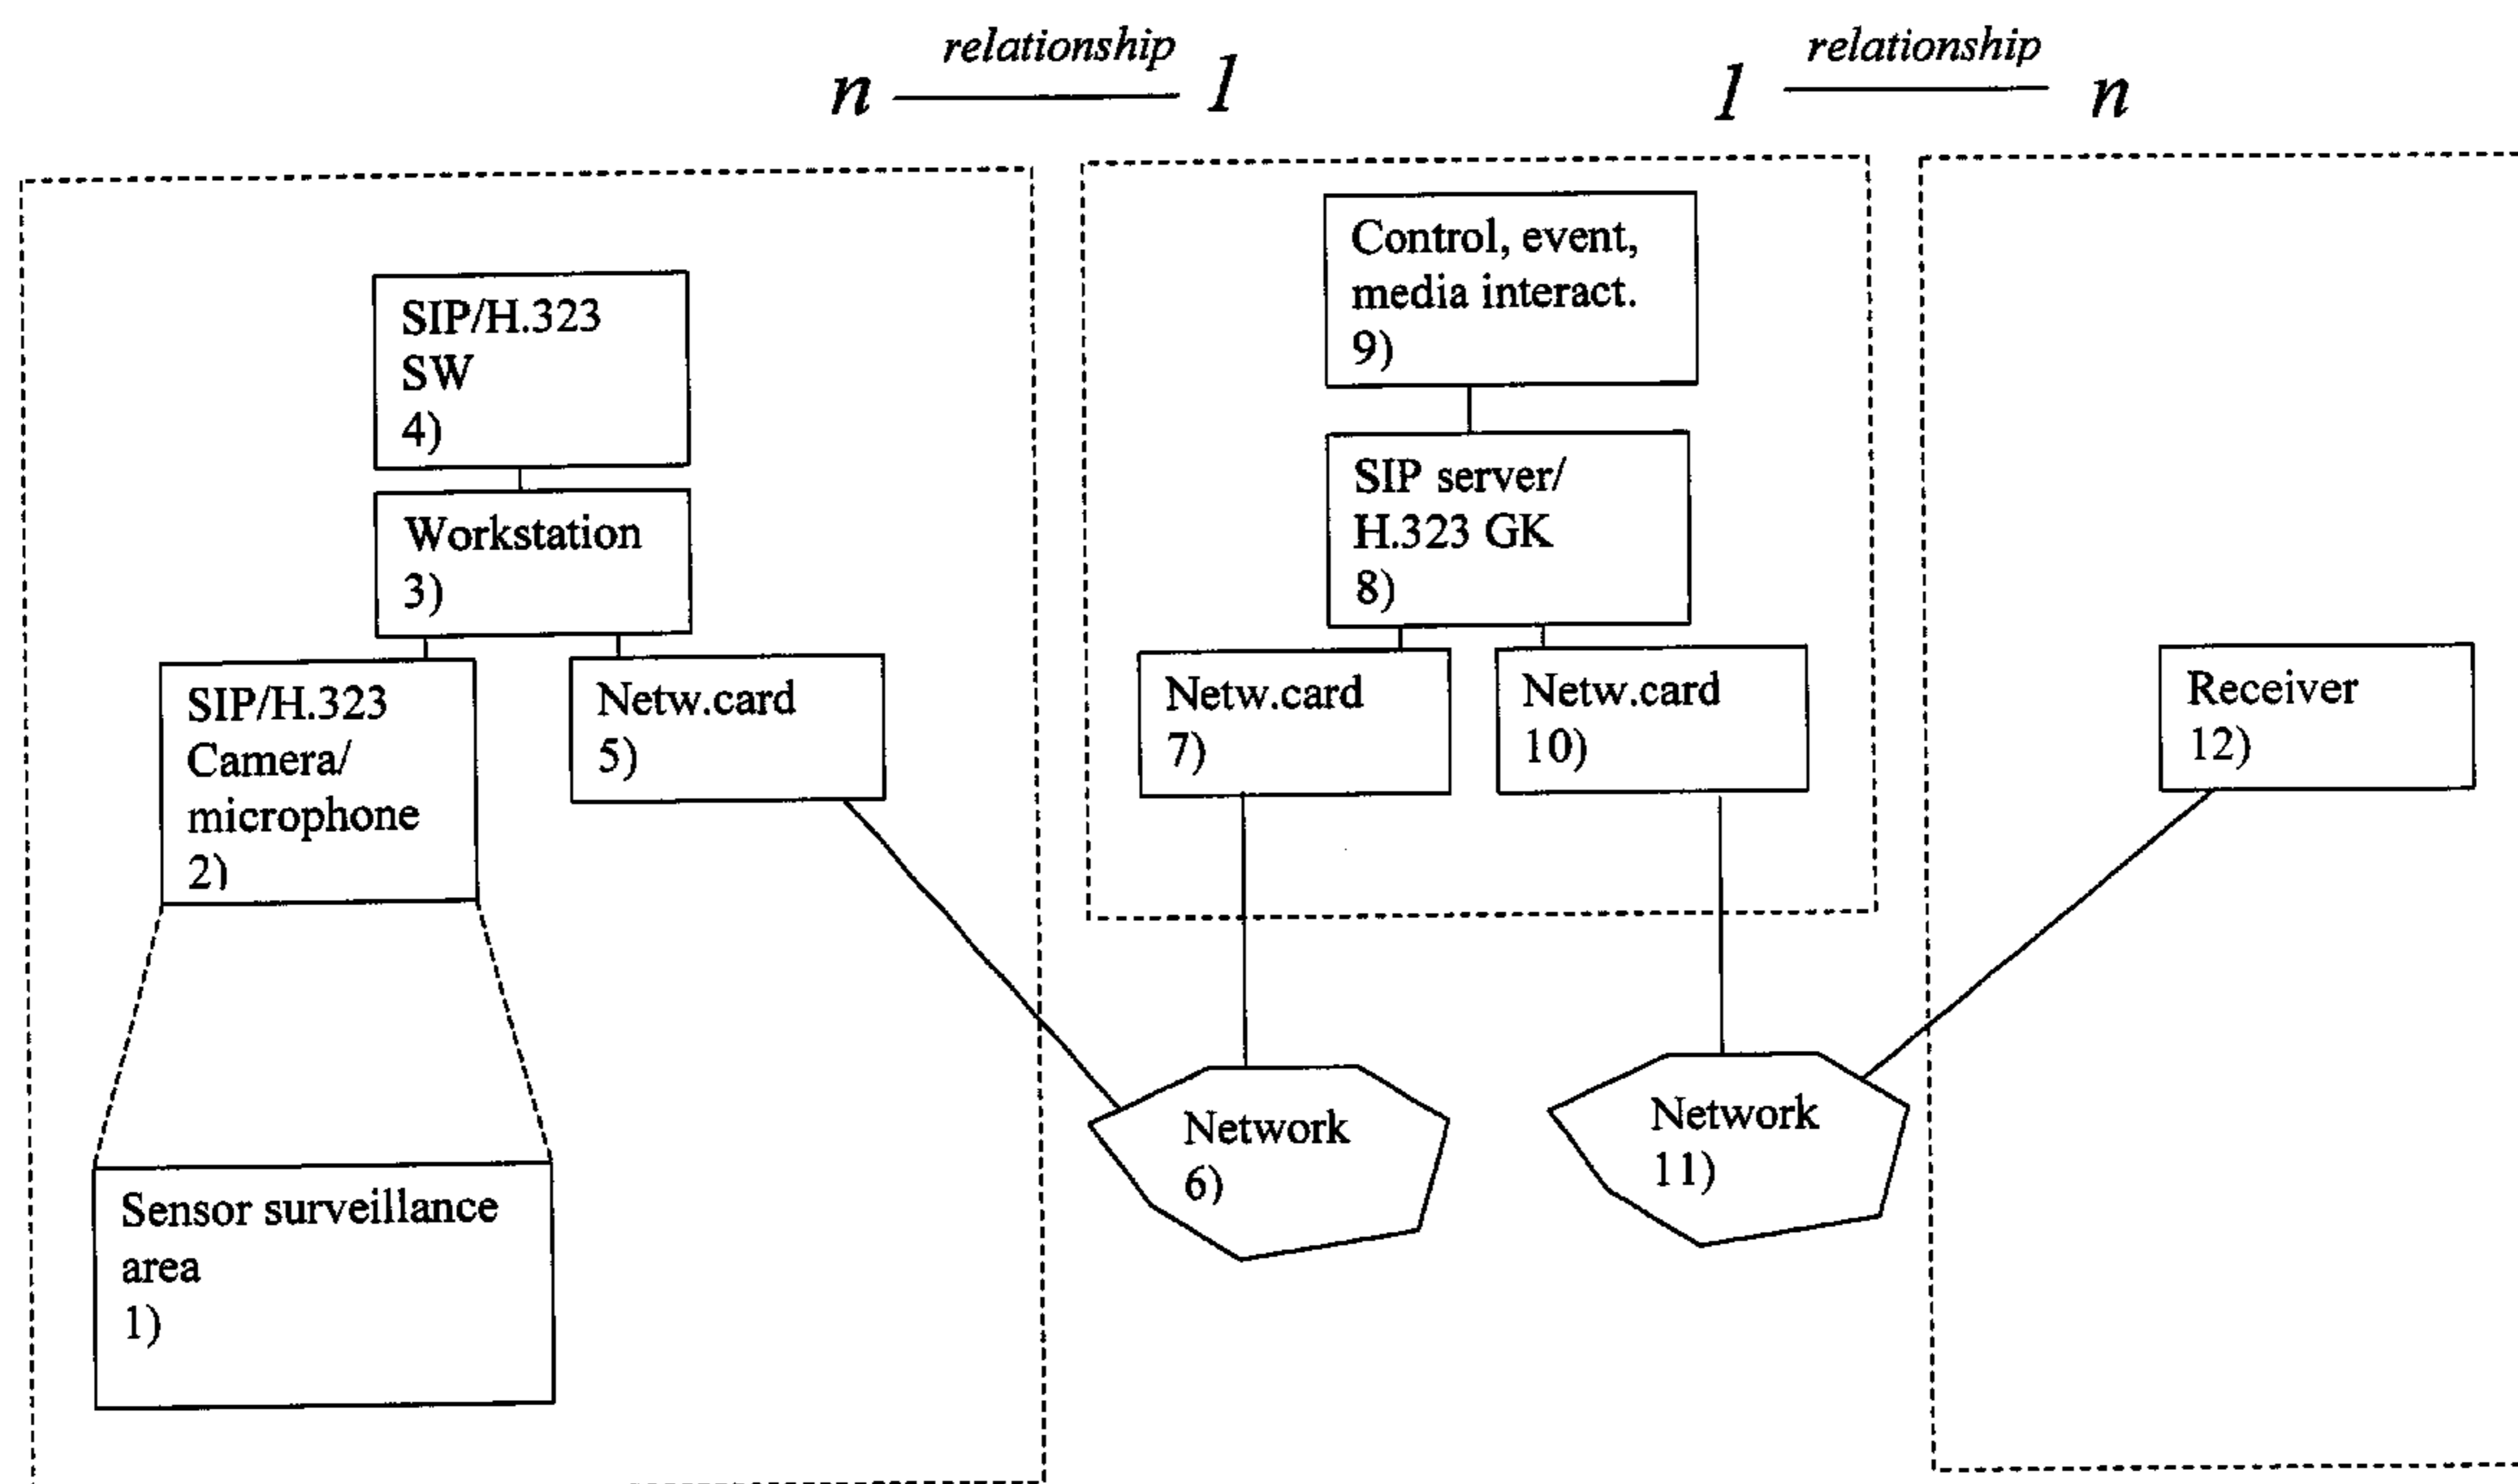 relationship
n 1
relationship
1 n
SIP/H.323
SW
4)
Workstation
3)
SIP/H.323
Camera/
microphone
2)
Netw.card
5)
Sensor surveillance
area
1)
Control, event,
media interact.
9)
SIP server/
H.323 GK
8)
Netw.card
7)
Netw.card
10)
Network
6)
Network
11)
Receiver
12)